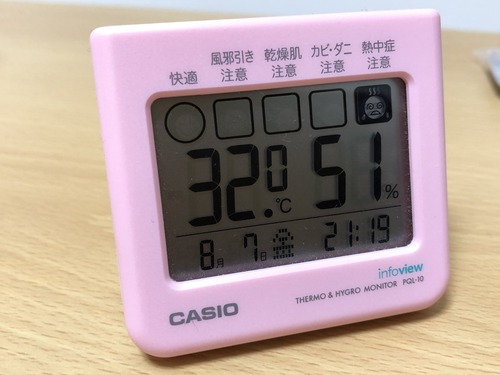 快適 風邪引き注意 乾燥肌注意 カビ・ダニ注意 熱中症注意
32.0℃ 51%
8月 7日 金 21:19
infoview
THERMO & HYGRO MONITOR PQL-10
CASIO